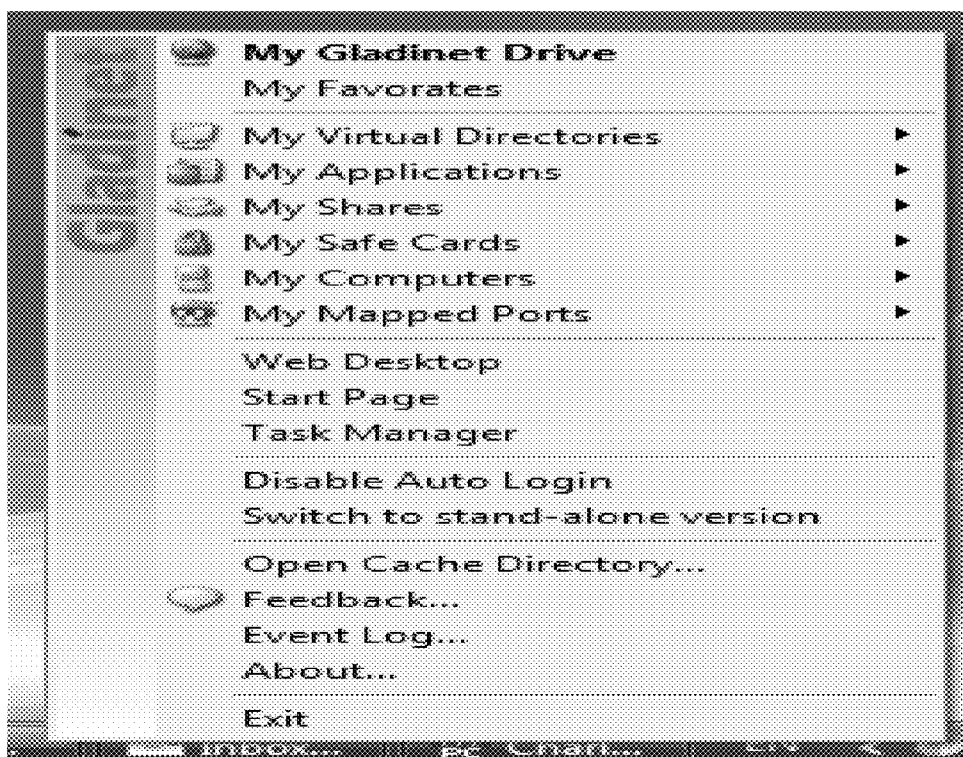 Gladinet
My Gladinet Drive
My Favorates
My Virtual Directories
My Applications
My Shares
My Safe Cards
My Computers
My Mapped Ports
Web Desktop
Start Page
Task Manager
Disable Auto Login
Switch to stand-alone version
Open Cache Directory...
Feedback...
Event Log...
About...
Exit
Inbox...